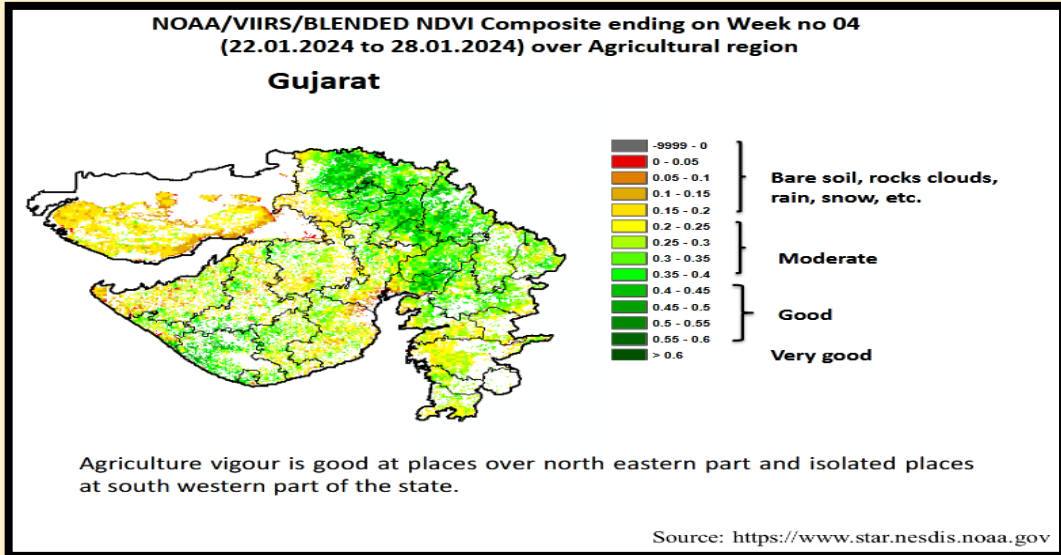 NOAA/VIIRS/BLENDED NDVI Composite ending on Week no 04
(22.01.2024 to 28.01.2024) over Agricultural region
Gujarat
-9999 - 0
0 - 0.05
0.05 - 0.1
0.1 - 0.15
0.15 - 0.2
0.2 - 0.25
0.25 - 0.3
0.3 - 0.35
0.35 - 0.4
0.4 - 0.45
0.45 - 0.5
0.5 - 0.55
0.55 - 0.6
> 0.6
Bare soil, rocks clouds,
rain, snow, etc.
Moderate
Good
Very good
Agriculture vigour is good at places over north eastern part and isolated places
at south western part of the state.
Source: https://www.star.nesdis.noaa.gov